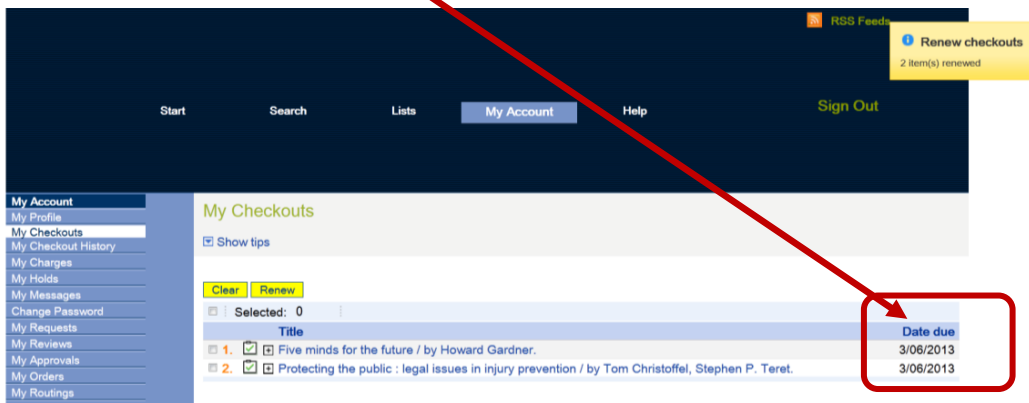 RSS Feeds
Renew checkouts
2 item(s) renewed
Start Search Lists My Account Help Sign Out
My Account
My Profile
My Checkouts
My Checkout History
My Charges
My Holds
My Messages
Change Password
My Requests
My Reviews
My Approvals
My Orders
My Routings
My Checkouts
Show tips
Clear Renew
Selected: 0
Title Date due
1. Five minds for the future / by Howard Gardner. 3/06/2013
2. Protecting the public : legal issues in injury prevention / by Tom Christoffel, Stephen P. Teret. 3/06/2013